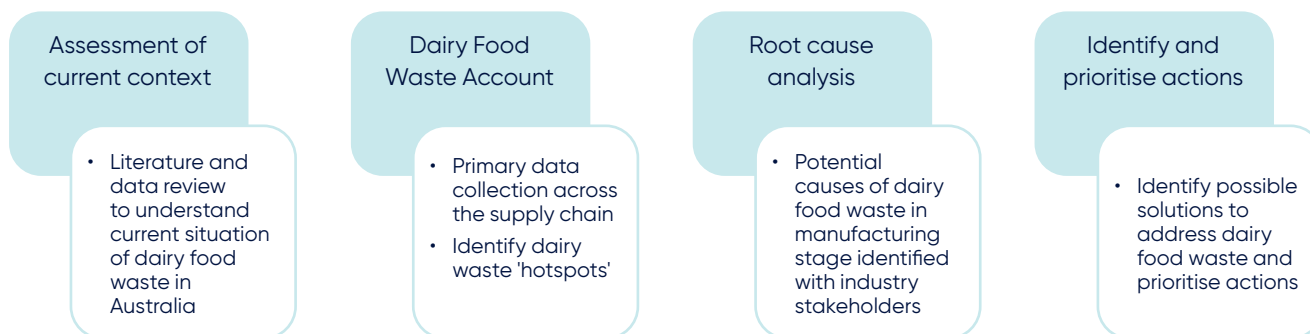 Assessment of
current context
• Literature and
data review
to understand
current situation
of dairy food
waste in
Australia
Dairy Food
Waste Account
• Primary data
collection across
the supply chain
• Identify dairy
waste 'hotspots'
Root cause
analysis
• Potential
causes of dairy
food waste in
manufacturing
stage identified
with industry
stakeholders
Identify and
prioritise actions
• Identify possible
solutions to
address dairy
food waste and
prioritise actions